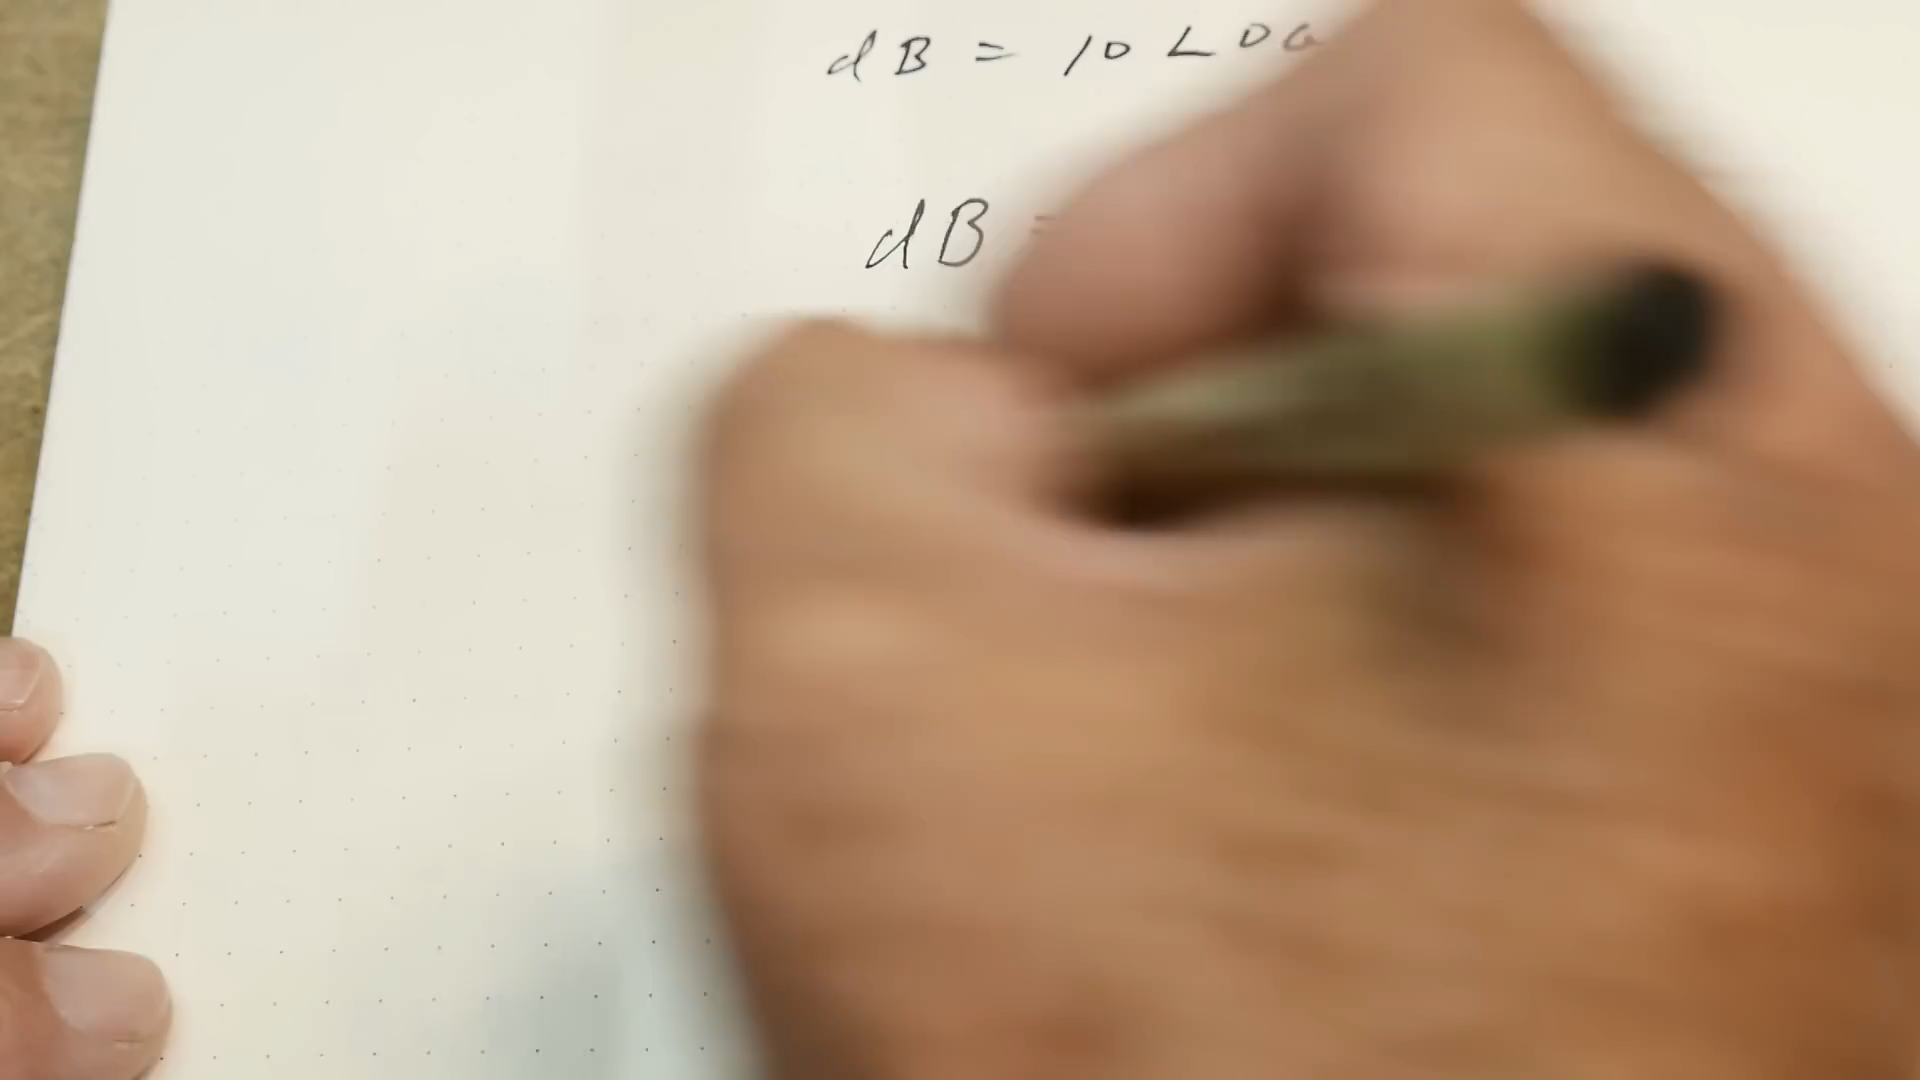 dB = 10 LOG
dB =